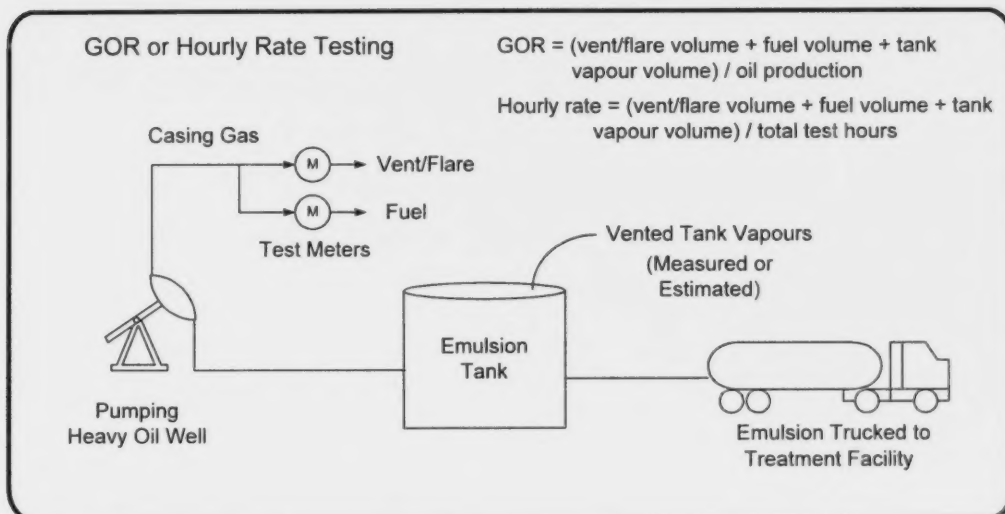 GOR or Hourly Rate Testing
GOR = (vent/flare volume + fuel volume + tank
vapour volume) / oil production
Hourly rate = (vent/flare volume + fuel volume + tank
vapour volume) / total test hours
Casing Gas
M
Vent/Flare
M
Fuel
Test Meters
Vented Tank Vapours
(Measured or
Estimated)
Emulsion
Tank
Pumping
Heavy Oil Well
Emulsion Trucked to
Treatment Facility